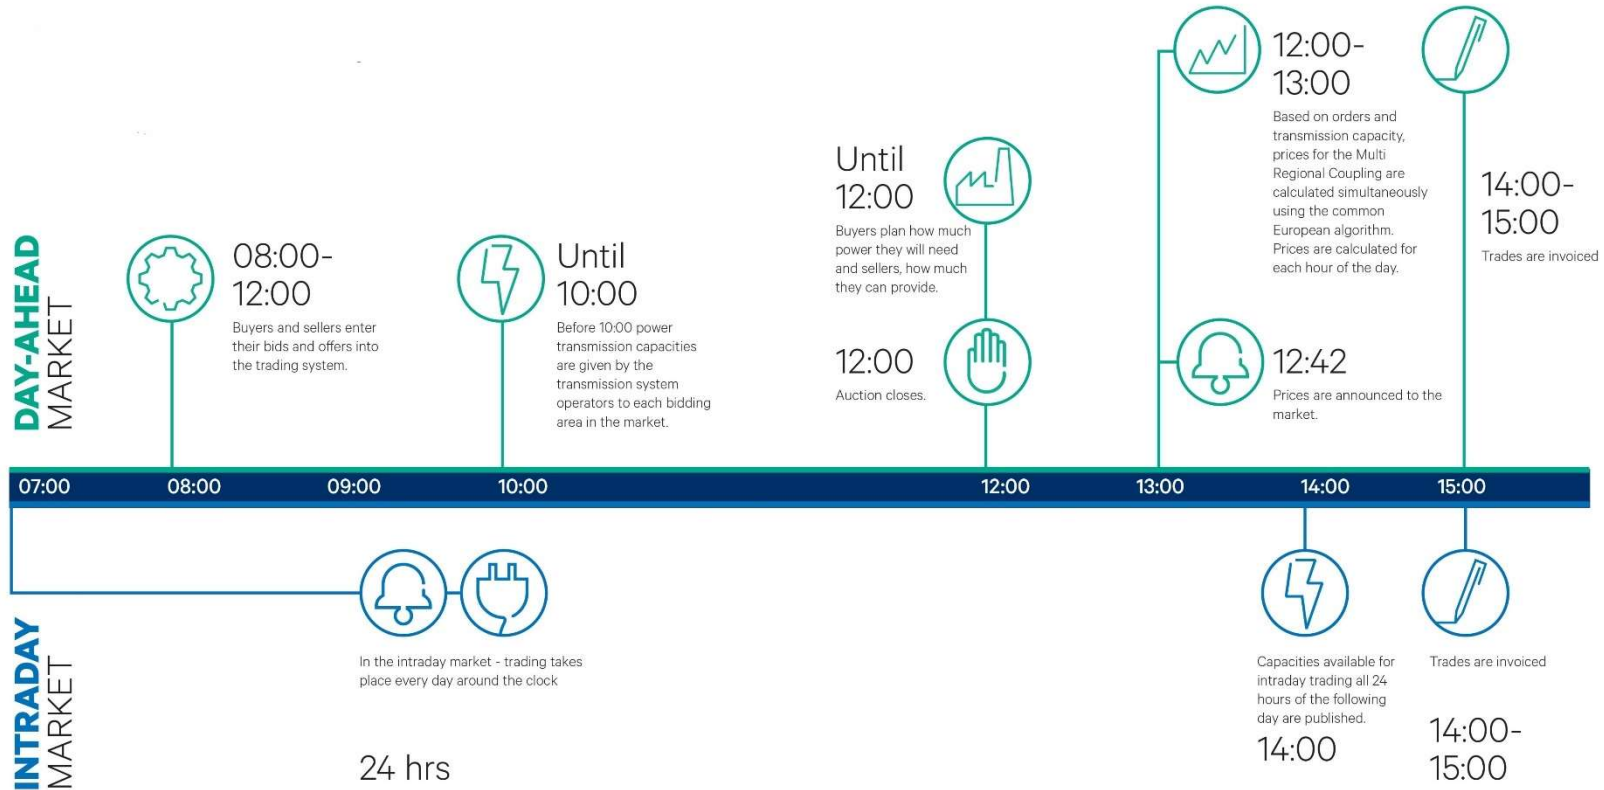 DAY-AHEAD
MARKET
08:00-
12:00
Buyers and sellers enter
their bids and offers into
the trading system.
Until
10:00
Before 10:00 power
transmission capacities
are given by the
transmission system
operators to each bidding
area in the market.
Until
12:00
Buyers plan how much
power they will need
and sellers, how much
they can provide.
12:00
Auction closes.
12:00-
13:00
Based on orders and
transmission capacity,
prices for the Multi
Regional Coupling are
calculated simultaneously
using the common
European algorithm.
Prices are calculated for
each hour of the day.
12:42
Prices are announced to the
market.
14:00-
15:00
Trades are invoiced
07:00 08:00 09:00 10:00 12:00 13:00 14:00 15:00
INTRADAY
MARKET
In the intraday market - trading takes
place every day around the clock
24 hrs
Capacities available for
intraday trading all 24
hours of the following
day are published.
14:00
Trades are invoiced
14:00-
15:00